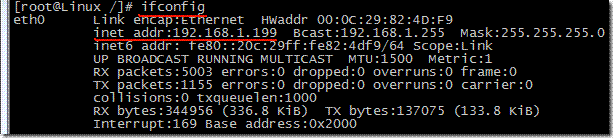 [root@Linux /]# ifconfig
eth0 Link encap:Ethernet HWaddr 00:0C:29:82:4D:F9
inet addr:192.168.1.199 Bcast:192.168.1.255 Mask:255.255.255.0
inet6 addr: fe80::20c:29ff:fe82:4df9/64 Scope:Link
UP BROADCAST RUNNING MULTICAST MTU:1500 Metric:1
RX packets:5003 errors:0 dropped:0 overruns:0 frame:0
TX packets:1155 errors:0 dropped:0 overruns:0 carrier:0
collisions:0 txqueuelen:1000
RX bytes:344956 (336.8 KiB) TX bytes:137075 (133.8 KiB)
Interrupt:169 Base address:0x2000